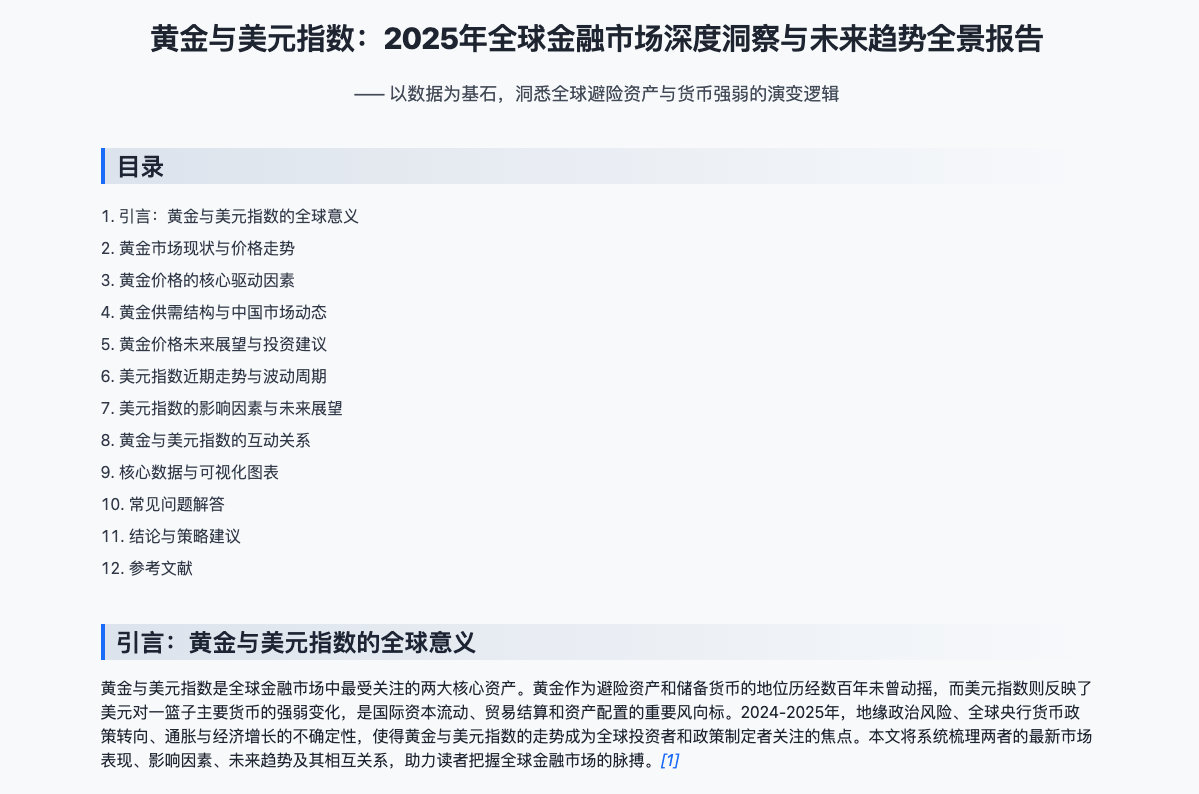 黄金与美元指数：2025年全球金融市场深度洞察与未来趋势全景报告
—— 以数据为基石，洞悉全球避险资产与货币强弱的演变逻辑
目录
1. 引言：黄金与美元指数的全球意义
2. 黄金市场现状与价格走势
3. 黄金价格的核心驱动因素
4. 黄金供需结构与中国市场动态
5. 黄金价格未来展望与投资建议
6. 美元指数近期走势与波动周期
7. 美元指数的影响因素与未来展望
8. 黄金与美元指数的互动关系
9. 核心数据与可视化图表
10. 常见问题解答
11. 结论与策略建议
12. 参考文献
引言：黄金与美元指数的全球意义
黄金与美元指数是全球金融市场中最受关注的两大核心资产。黄金作为避险资产和储备货币的地位历经数百年未曾动摇，而美元指数则反映了
美元对一篮子主要货币的强弱变化，是国际资本流动、贸易结算和资产配置的重要风向标。2024-2025年，地缘政治风险、全球央行货币政
策转向、通胀与经济增长的不确定性，使得黄金与美元指数的走势成为全球投资者和政策制定者关注的焦点。本文将系统梳理两者的最新市场
表现、影响因素、未来趋势及其相互关系，助力读者把握全球金融市场的脉搏。[1]